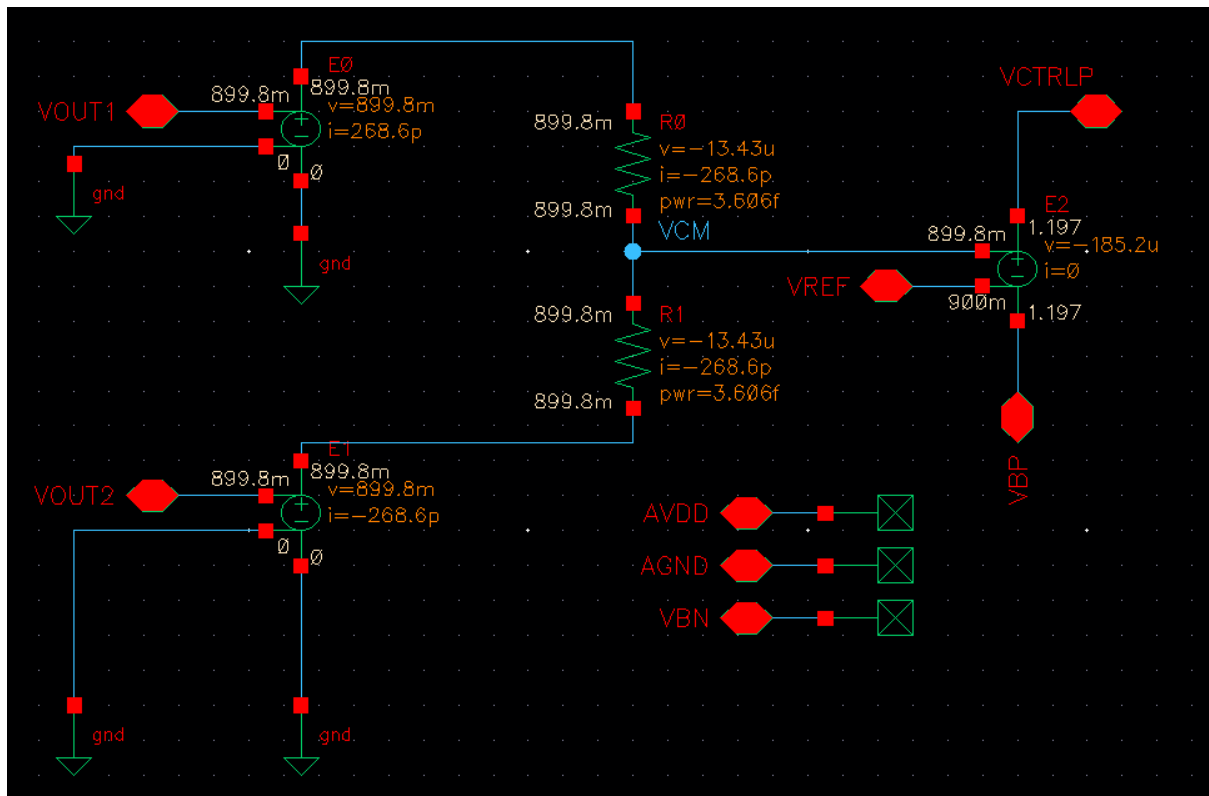 E0
899.8m
899.8m
v=899.8m
i=268.6p
VOUT1
0
0
gnd
gnd
899.8m
R0
v=-13.43u
i=-268.6p
pwr=3.606f
899.8m
VCM
VCTRLP
E2
1.197
899.8m
v=-185.2u
i=0
VREF
900m
1.197
VBP
899.8m
R1
v=-13.43u
i=-268.6p
pwr=3.606f
899.8m
E1
899.8m
899.8m
v=899.8m
i=-268.6p
VOUT2
0
0
AVDD
AGND
VBN
gnd
gnd